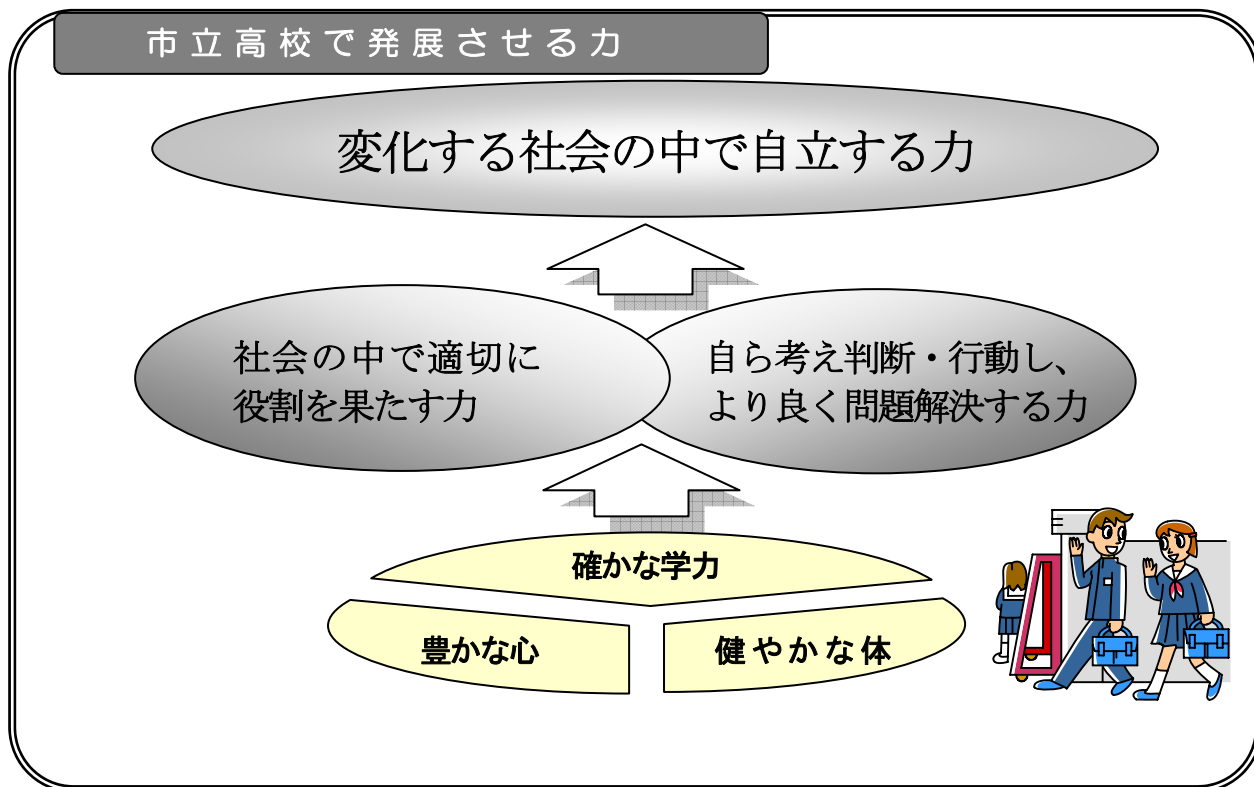 市立高校で発展させる力
変化する社会の中で自立する力
社会の中で適切に
役割を果たす力
自ら考え判断・行動し、
より良く問題解決する力
確かな学力
豊かな心
健やかな体